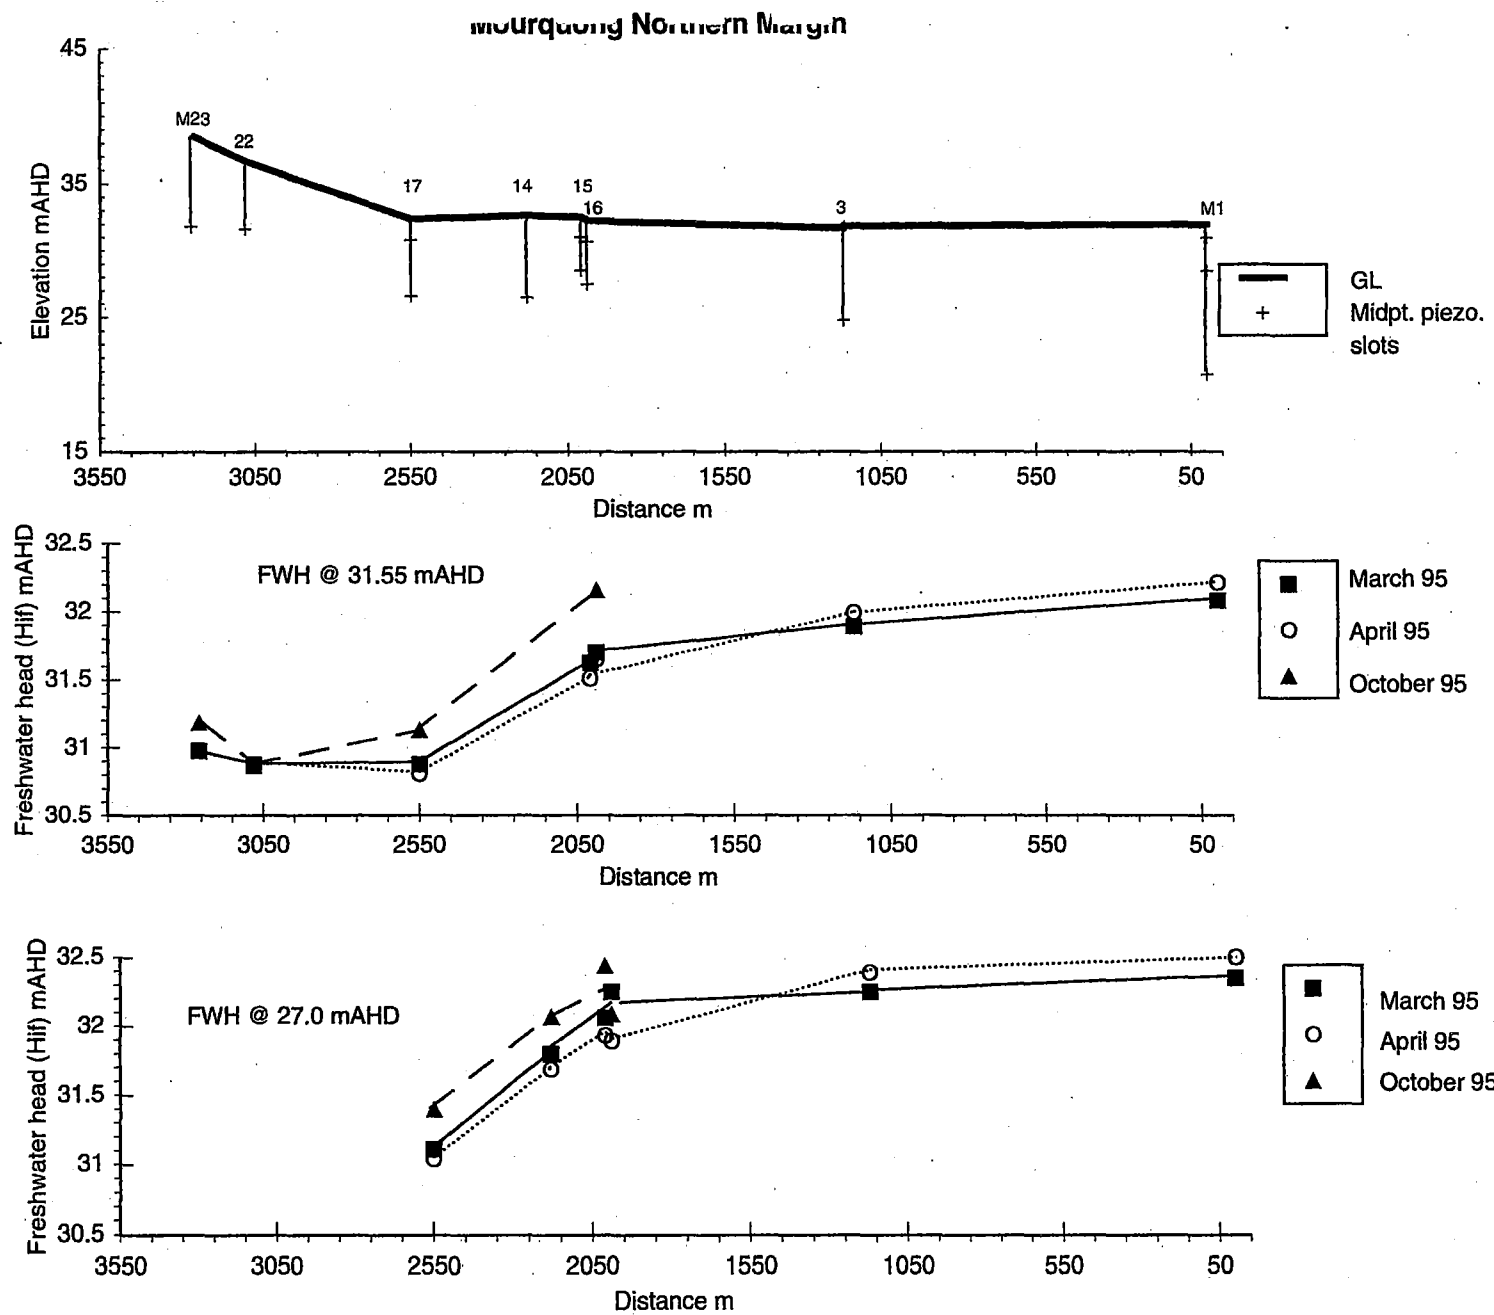 Mourquong Northern Margin
45
35
25
15
Elevation mAHD
M23
22
17
14
15
16
3
M1
GL
Midpt. piezo.
slots
3550 3050 2550 2050 1550 1050 550 50
Distance m
Freshwater head (Hif) mAHD
32.5
32
31.5
31
30.5
FWH @ 31.55 mAHD
March 95
April 95
October 95
3550 3050 2550 2050 1550 1050 550 50
Distance m
Freshwater head (Hif) mAHD
32.5
32
31.5
31
30.5
FWH @ 27.0 mAHD
March 95
April 95
October 95
3550 3050 2550 2050 1550 1050 550 50
Distance m